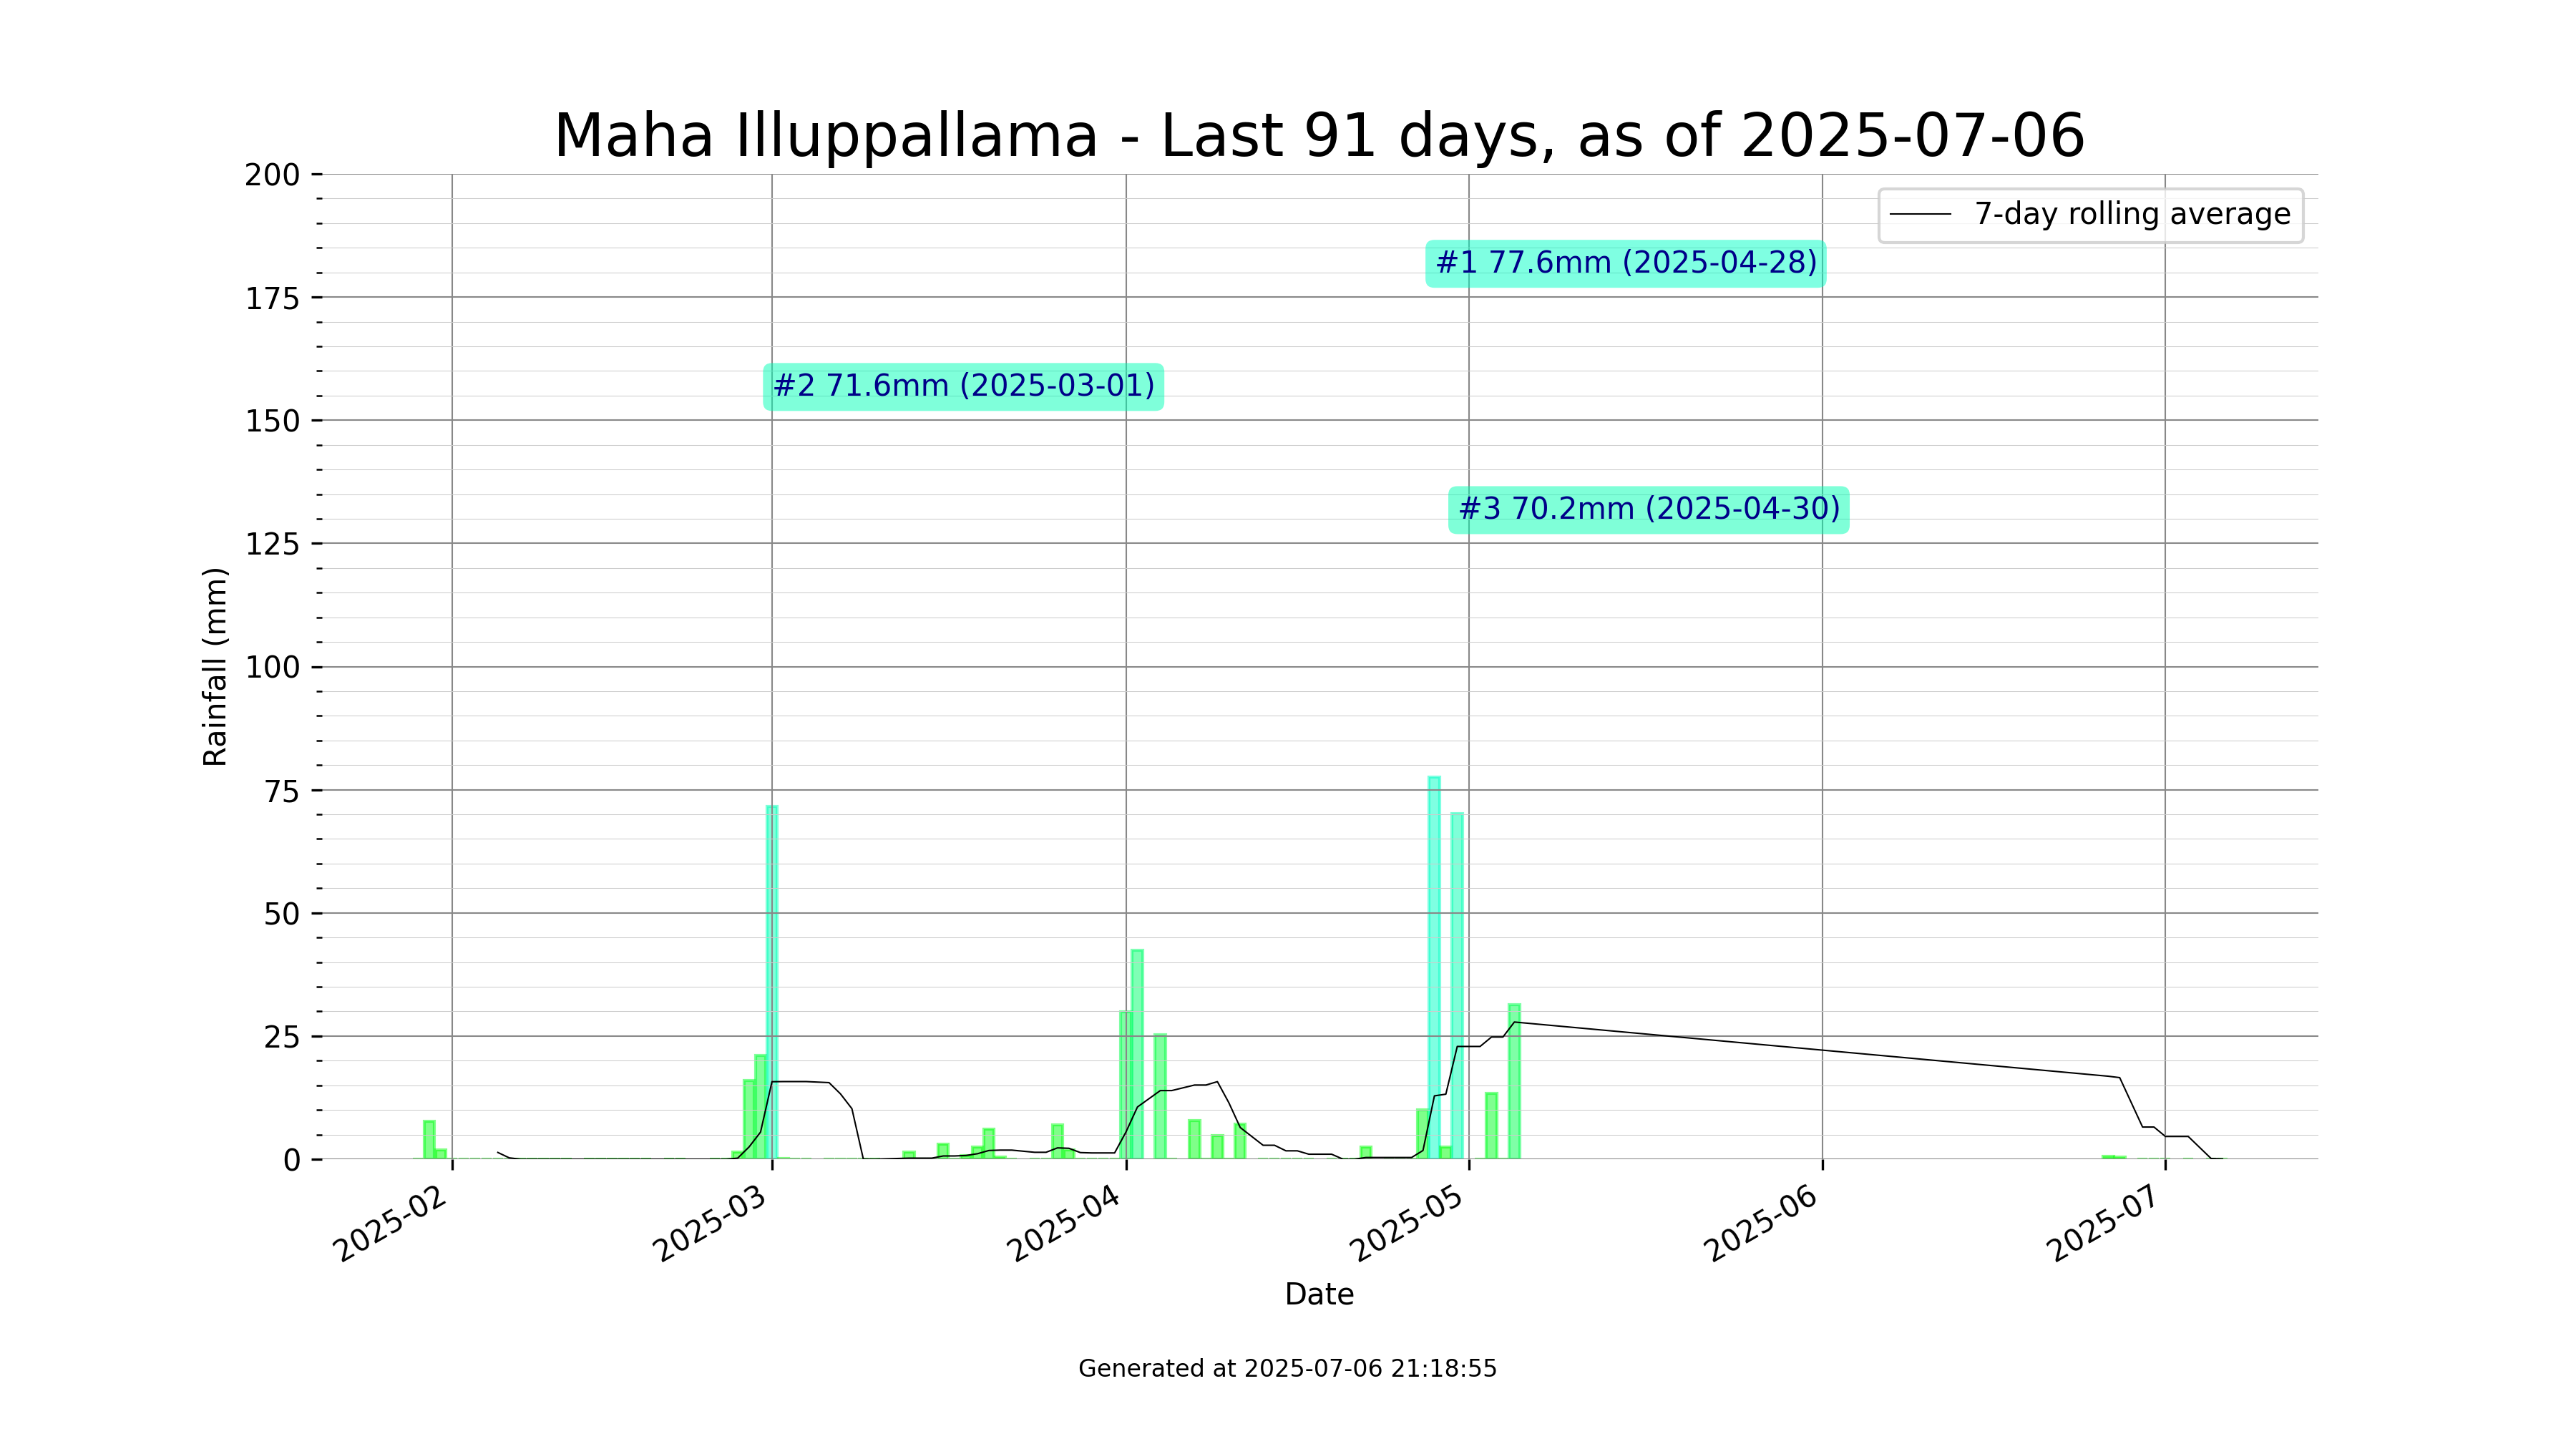 Maha Illuppallama - Last 91 days, as of 2025-07-06
200
175
150
125
100
75
50
25
0
Rainfall (mm)
7-day rolling average
#1 77.6mm (2025-04-28)
#2 71.6mm (2025-03-01)
#3 70.2mm (2025-04-30)
2025-02
2025-03
2025-04
2025-05
2025-06
2025-07
Date
Generated at 2025-07-06 21:18:55